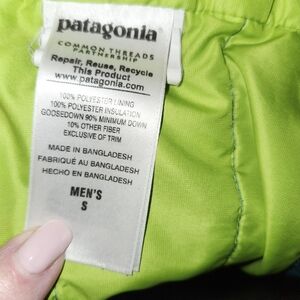 patagonia
COMMON THREADS
PARTNERSHIP
Repair, Reuse, Recycle
This Product
www.patagonia.com
100% POLYESTER LINING
100% POLYESTER INSULATION
GOOSEDOWN 90% MINIMUM DOWN
10% OTHER FIBER
EXCLUSIVE OF TRIM
MADE IN BANGLADESH
FABRIQUÉ AU BANGLADESH
HECHO EN BANGLADESH
MEN'S
S